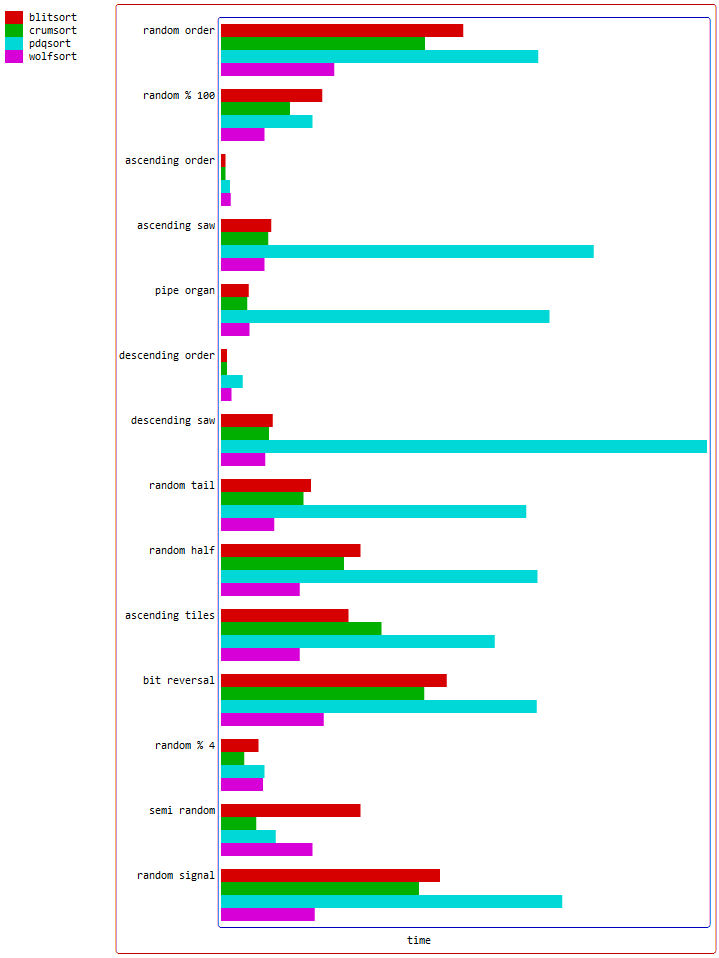 blitsort
crumsort
pdqsort
wolfsort
random order
random % 100
ascending order
ascending saw
pipe organ
descending order
descending saw
random tail
random half
ascending tiles
bit reversal
random % 4
semi random
random signal
time